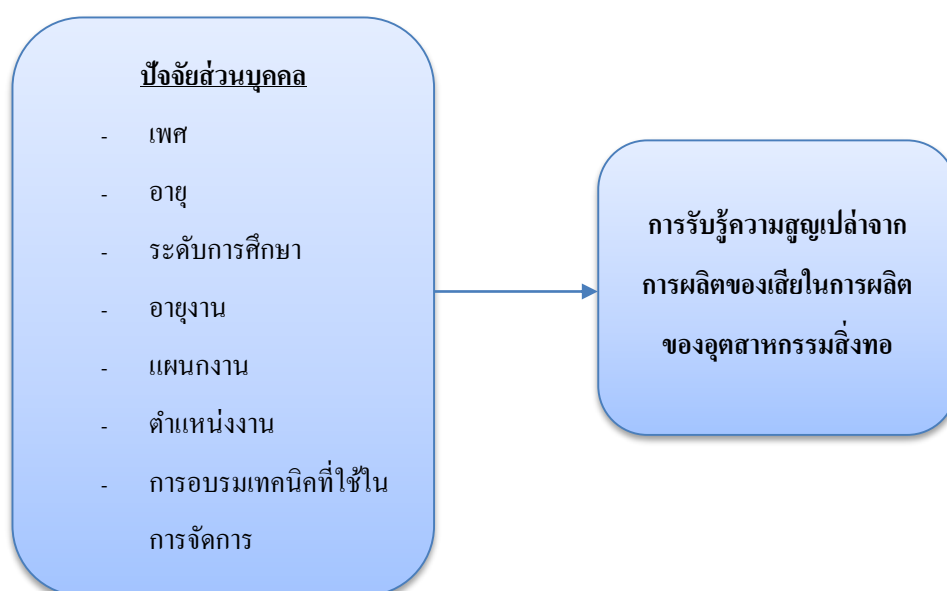 ปัจจัยส่วนบุคคล
- เพศ
- อายุ
- ระดับการศึกษา
- อายุงาน
- แผนกงาน
- ตำแหน่งงาน
- การอบรมเทคนิคที่ใช้ใน
การจัดการ
การรับรู้ความสูญเปล่าจาก
การผลิตของเสียในการผลิต
ของอุตสาหกรรมสิ่งทอ